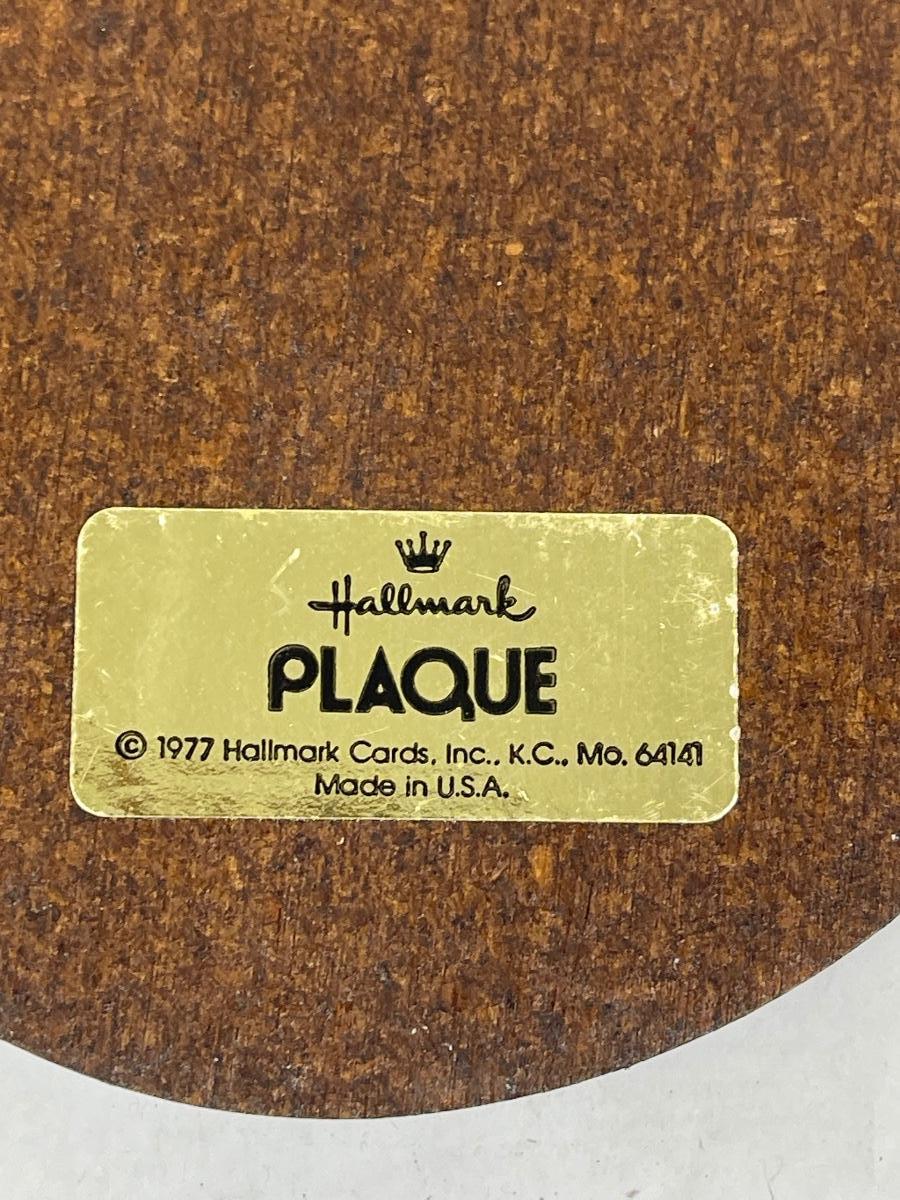 Hallmark
PLAQUE
© 1977 Hallmark Cards, Inc., K.C., Mo. 64141
Made in U.S.A.